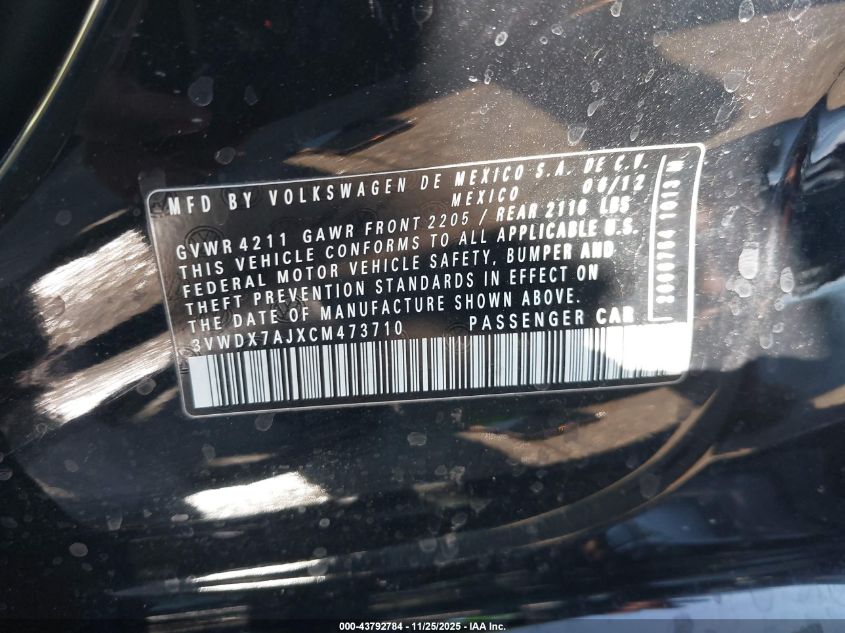 MFD BY VOLKSWAGEN DE MEXICO S.A. DE C.V.
MÉXICO 06/12
GVWR 4211 GAWR FRONT 2205 / REAR 2116 LBS
THIS VEHICLE CONFORMS TO ALL APPLICABLE U.S.
FEDERAL MOTOR VEHICLE SAFETY, BUMPER AND
THEFT PREVENTION STANDARDS IN EFFECT ON
THE DATE OF MANUFACTURE SHOWN ABOVE.
3VWDX7AJXCM473710 PASSENGER CAR
000-43792784 - 11/25/2025 - IAA Inc.